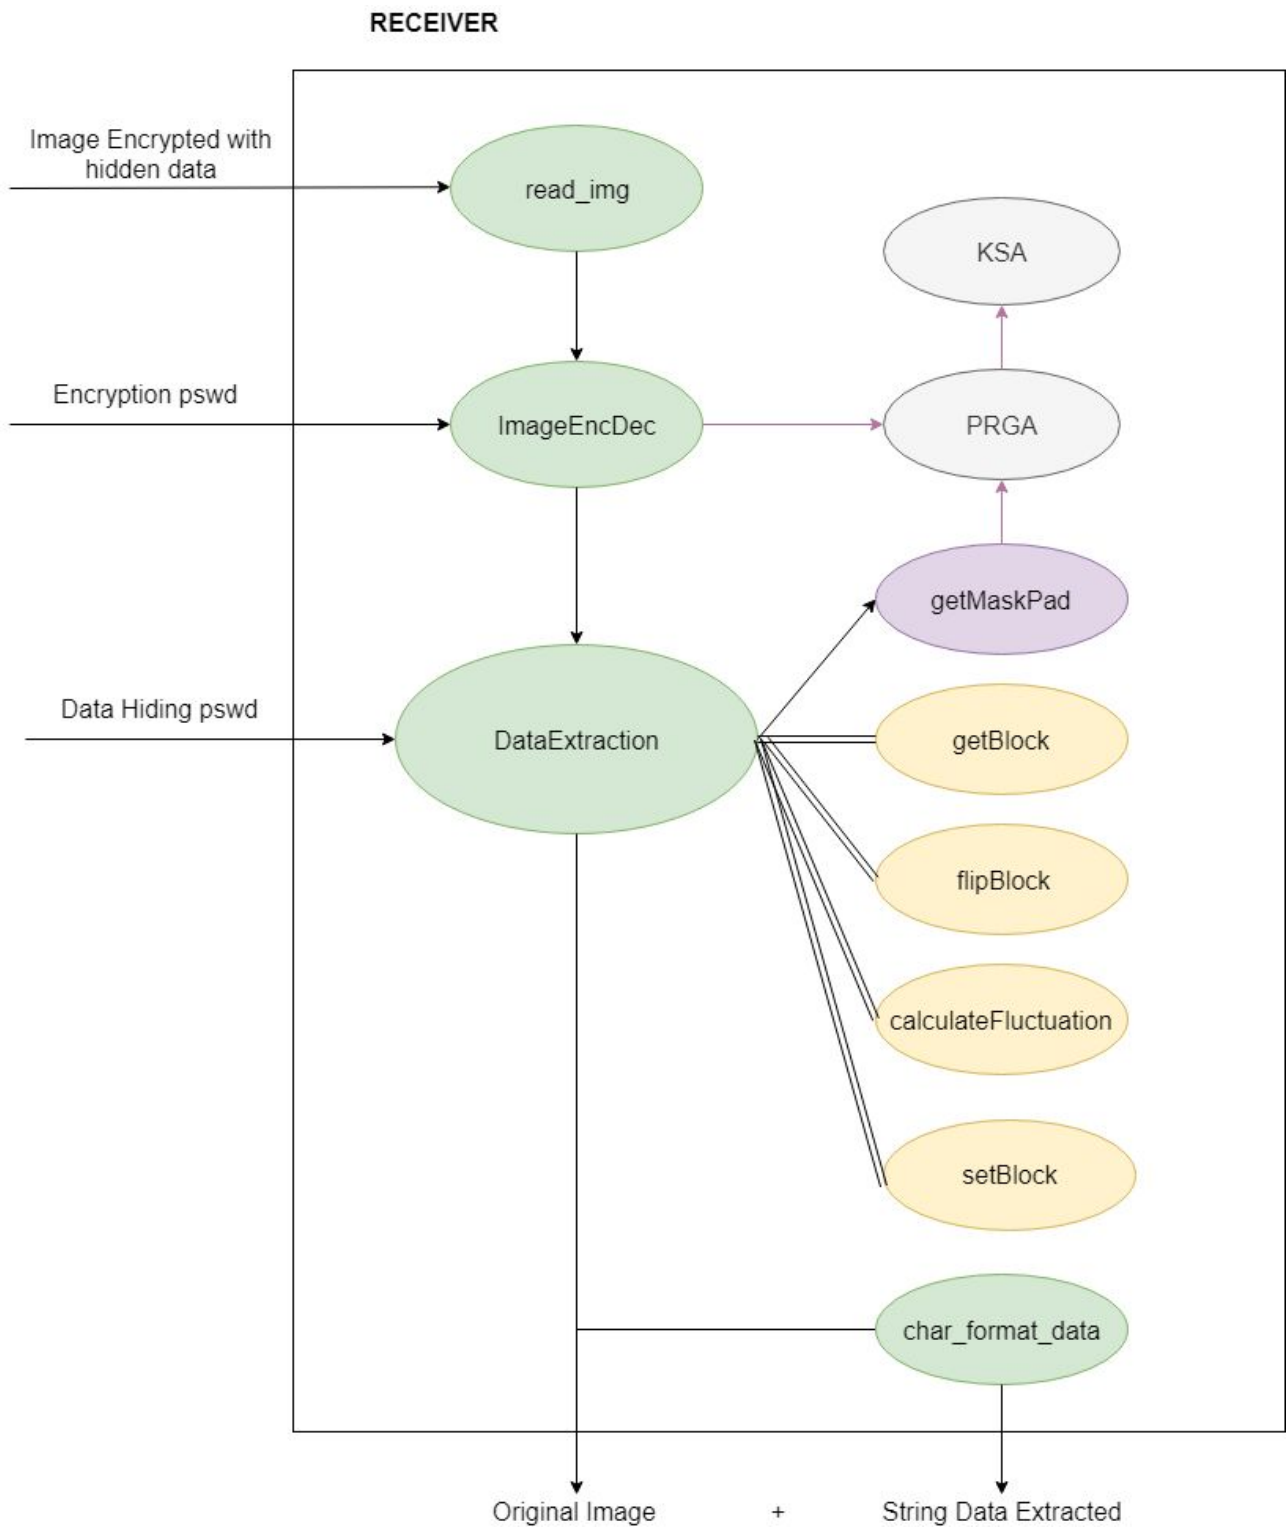 RECEIVER
Image Encrypted with
hidden data
read_img
KSA
Encryption pswd
ImageEncDec
PRGA
getMaskPad
Data Hiding pswd
DataExtraction
getBlock
flipBlock
calculateFluctuation
setBlock
char_format_data
Original Image + String Data Extracted